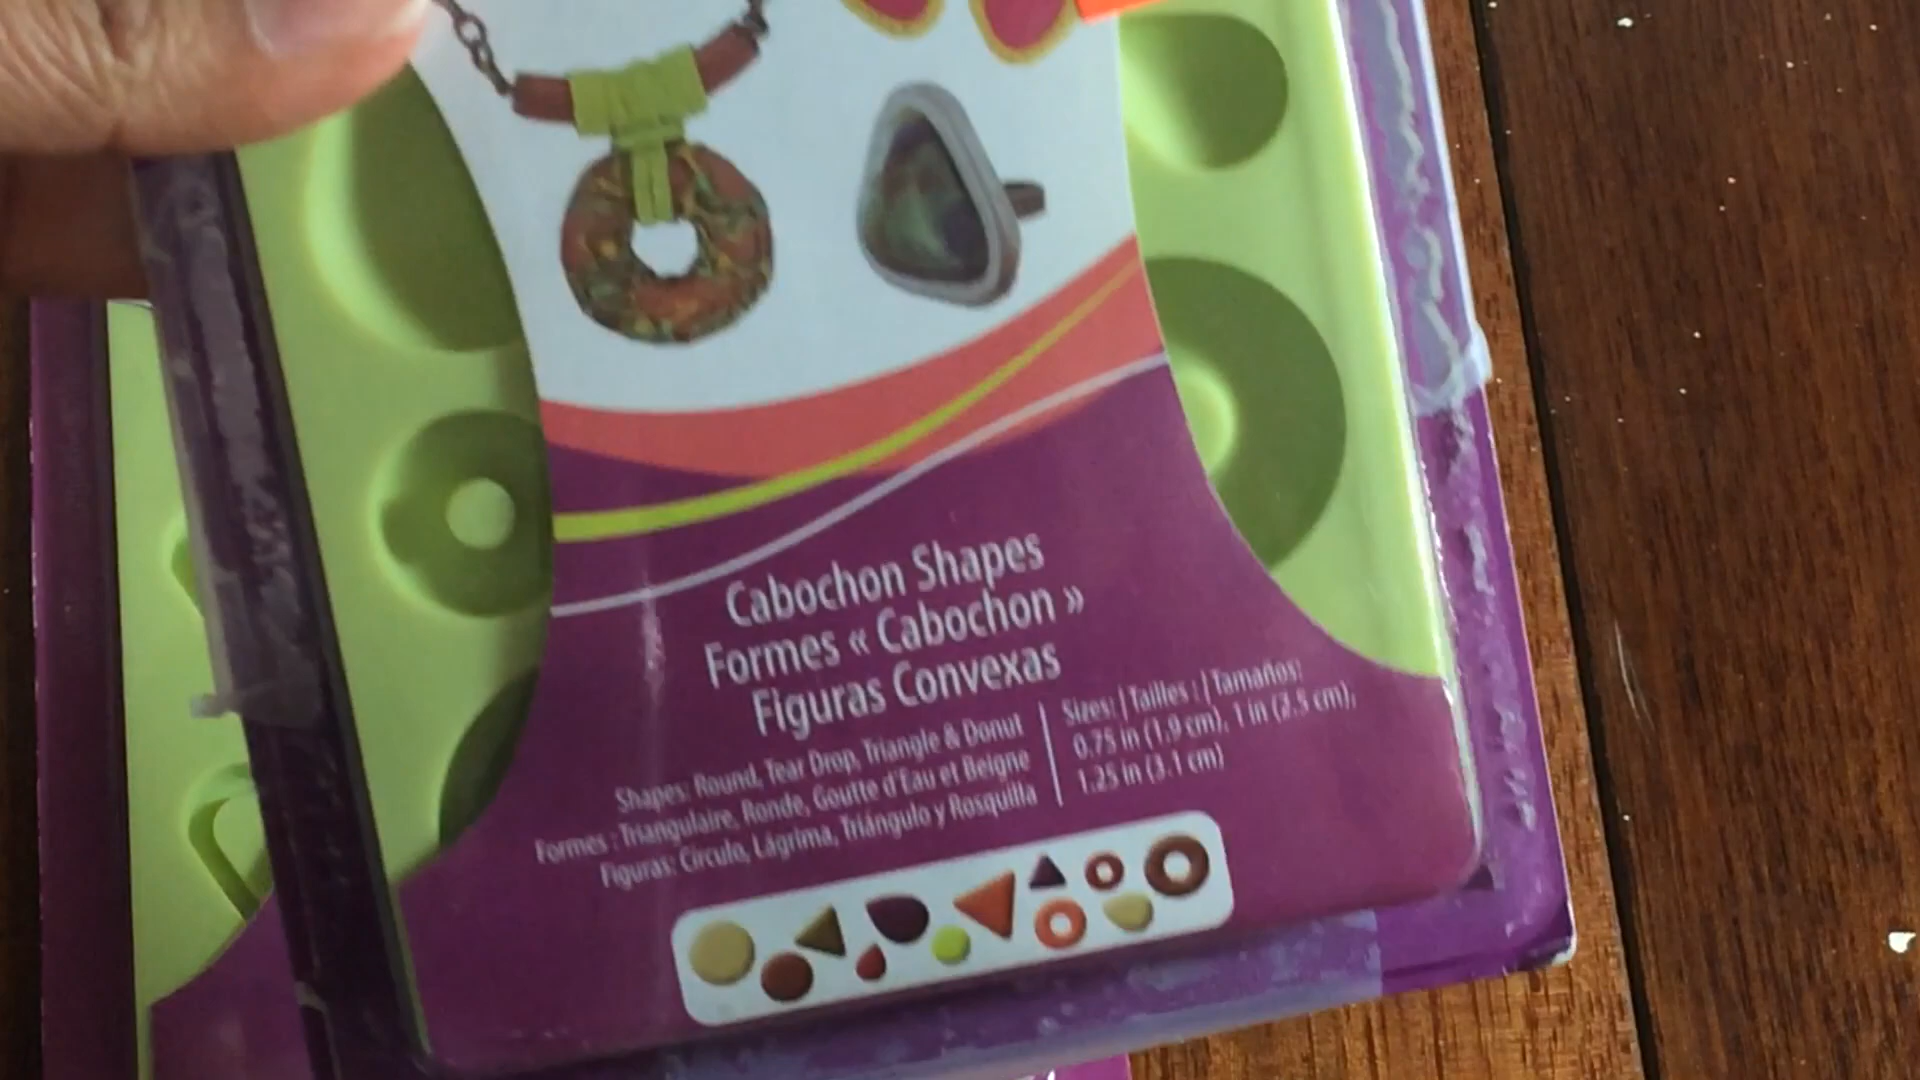 Cabochon Shapes
Formes « Cabochon »
Figuras Convexas
Shapes: Round, Tear Drop, Triangle & Donut
Formes : Triangulaire, Ronde, Goutte d'Eau et Beigne
Figuras: Círculo, Lágrima, Triángulo y Rosquilla
Sizes: | Tailles : | Tamaños:
0.75 in (1.9 cm), 1 in (2.5 cm),
1.25 in (3.1 cm)